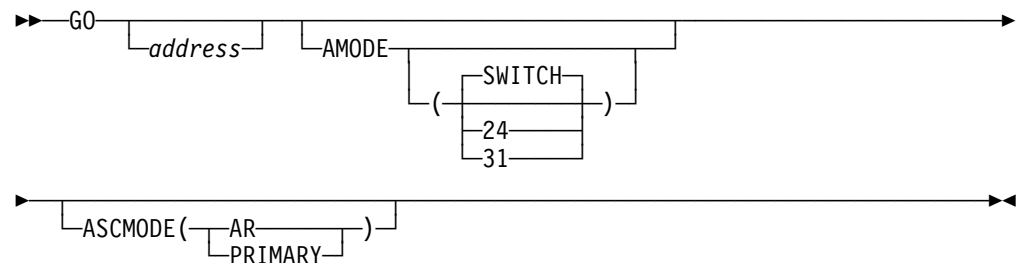 GO
address
AMODE
SWITCH
( )
24
31
ASCMODE( AR )
PRIMARY